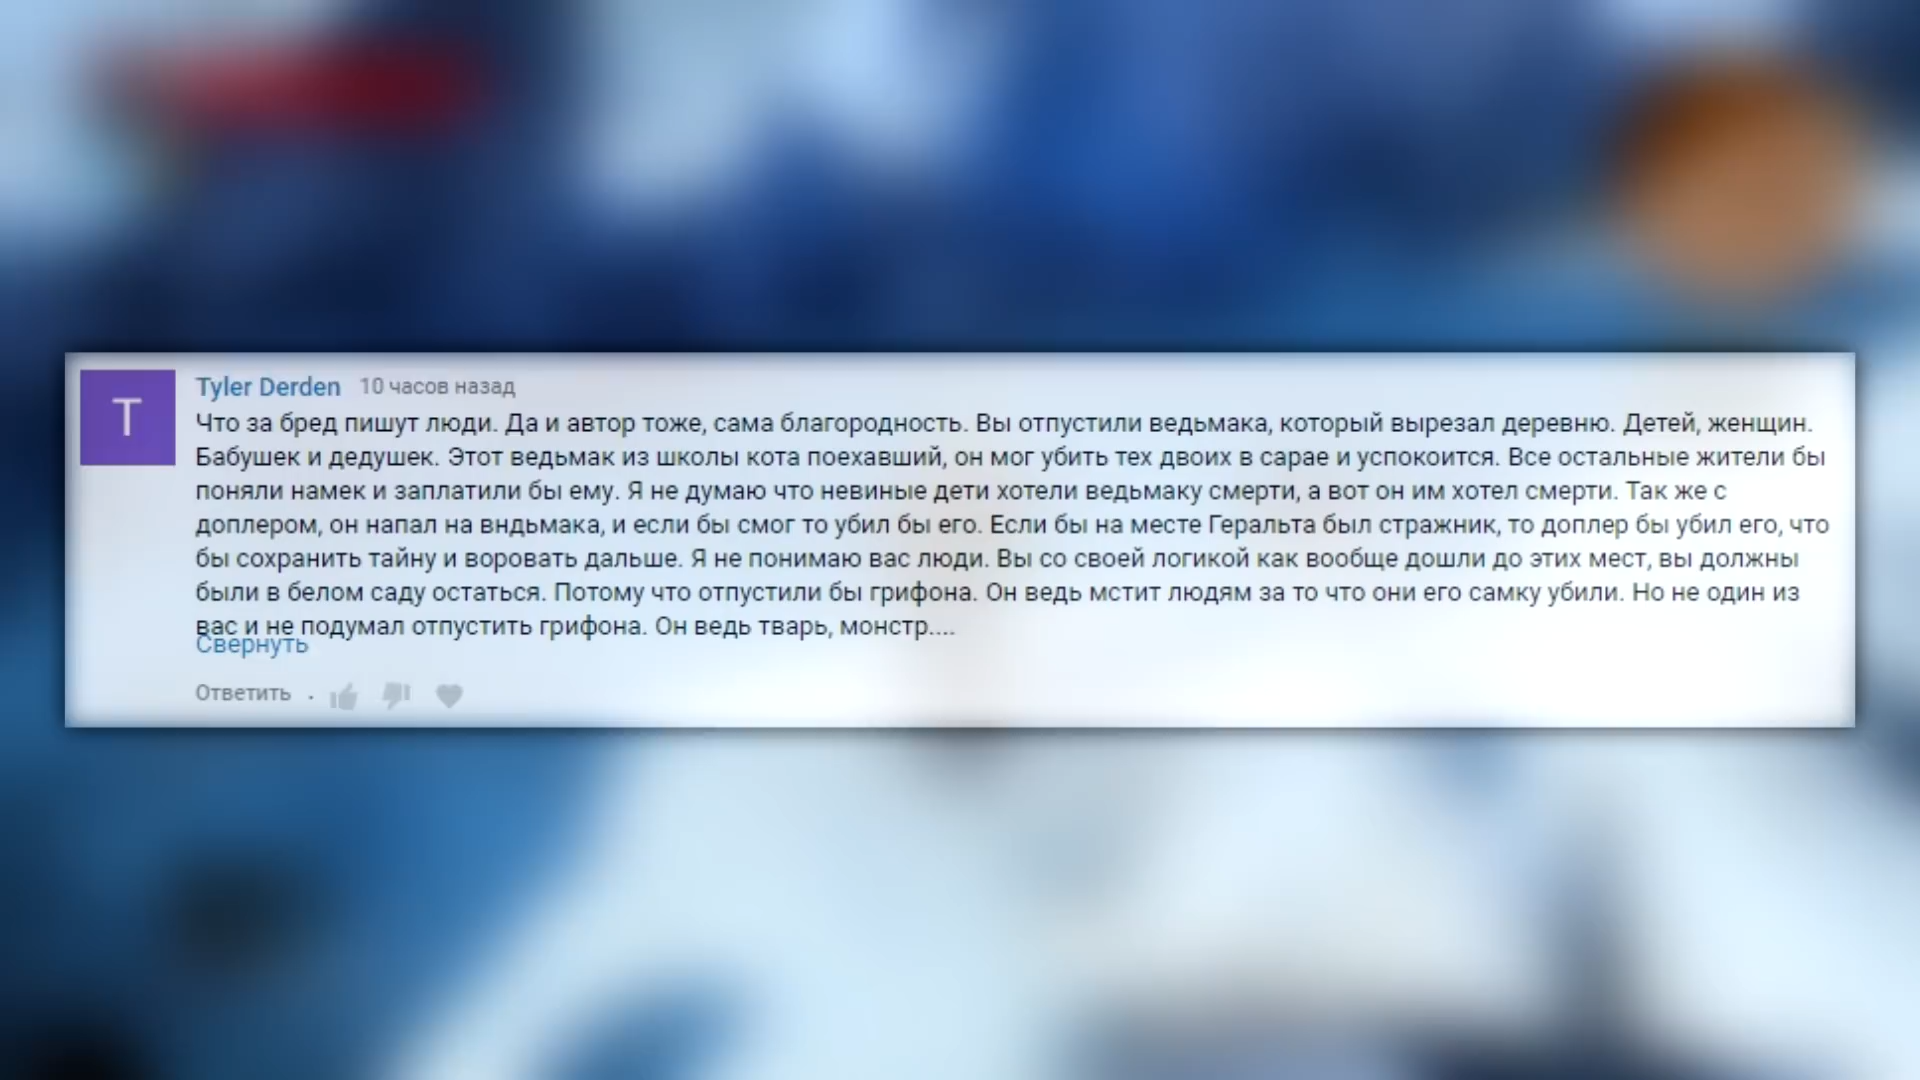 T
Tyler Derden 10 часов назад
Что за бред пишут люди. Да и автор тоже, сама благородность. Вы отпустили ведьмака, который вырезал деревню. Детей, женщин.
Бабушек и дедушек. Этот ведьмак из школы кота поехавший, он мог убить тех двоих в сарае и успокоится. Все остальные жители бы
поняли намек и заплатили бы ему. Я не думаю что невиные дети хотели ведьмаку смерти, а вот он им хотел смерти. Так же с
доплером, он напал на вндьмака, и если бы смог то убил бы его. Если бы на месте Геральта был стражник, то доплер бы убил его, что
бы сохранить тайну и воровать дальше. Я не понимаю вас люди. Вы со своей логикой как вообще дошли до этих мест, вы должны
были в белом саду остаться. Потому что отпустили бы грифона. Он ведь мстит людям за то что они его самку убили. Но не один из
вас и не подумал отпустить грифона. Он ведь тварь, монстр....
Свернуть
Ответить .